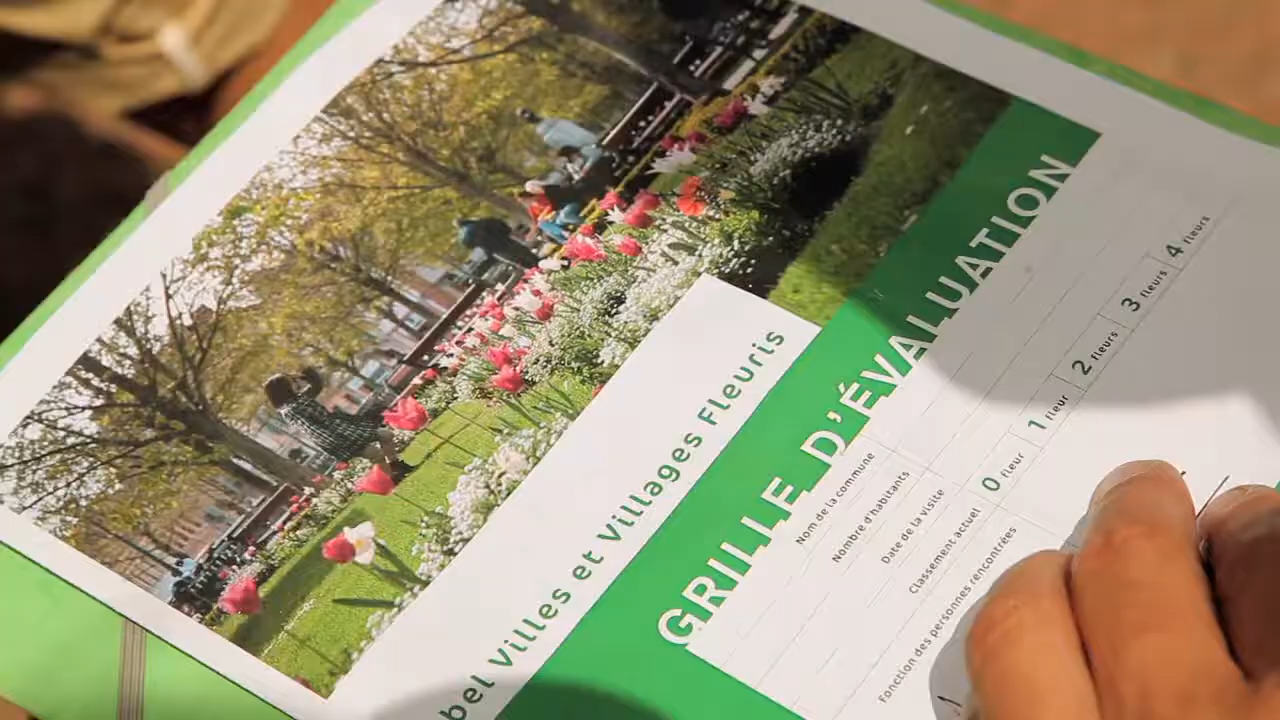 bel Villes et Villages Fleuris
GRILLE D'ÉVALUATION
Nom de la commune
Nombre d'habitants
Date de la visite
Classement actuel 0 fleur 1 fleur 2 fleurs 3 fleurs 4 fleurs
Fonction des personnes rencontrées